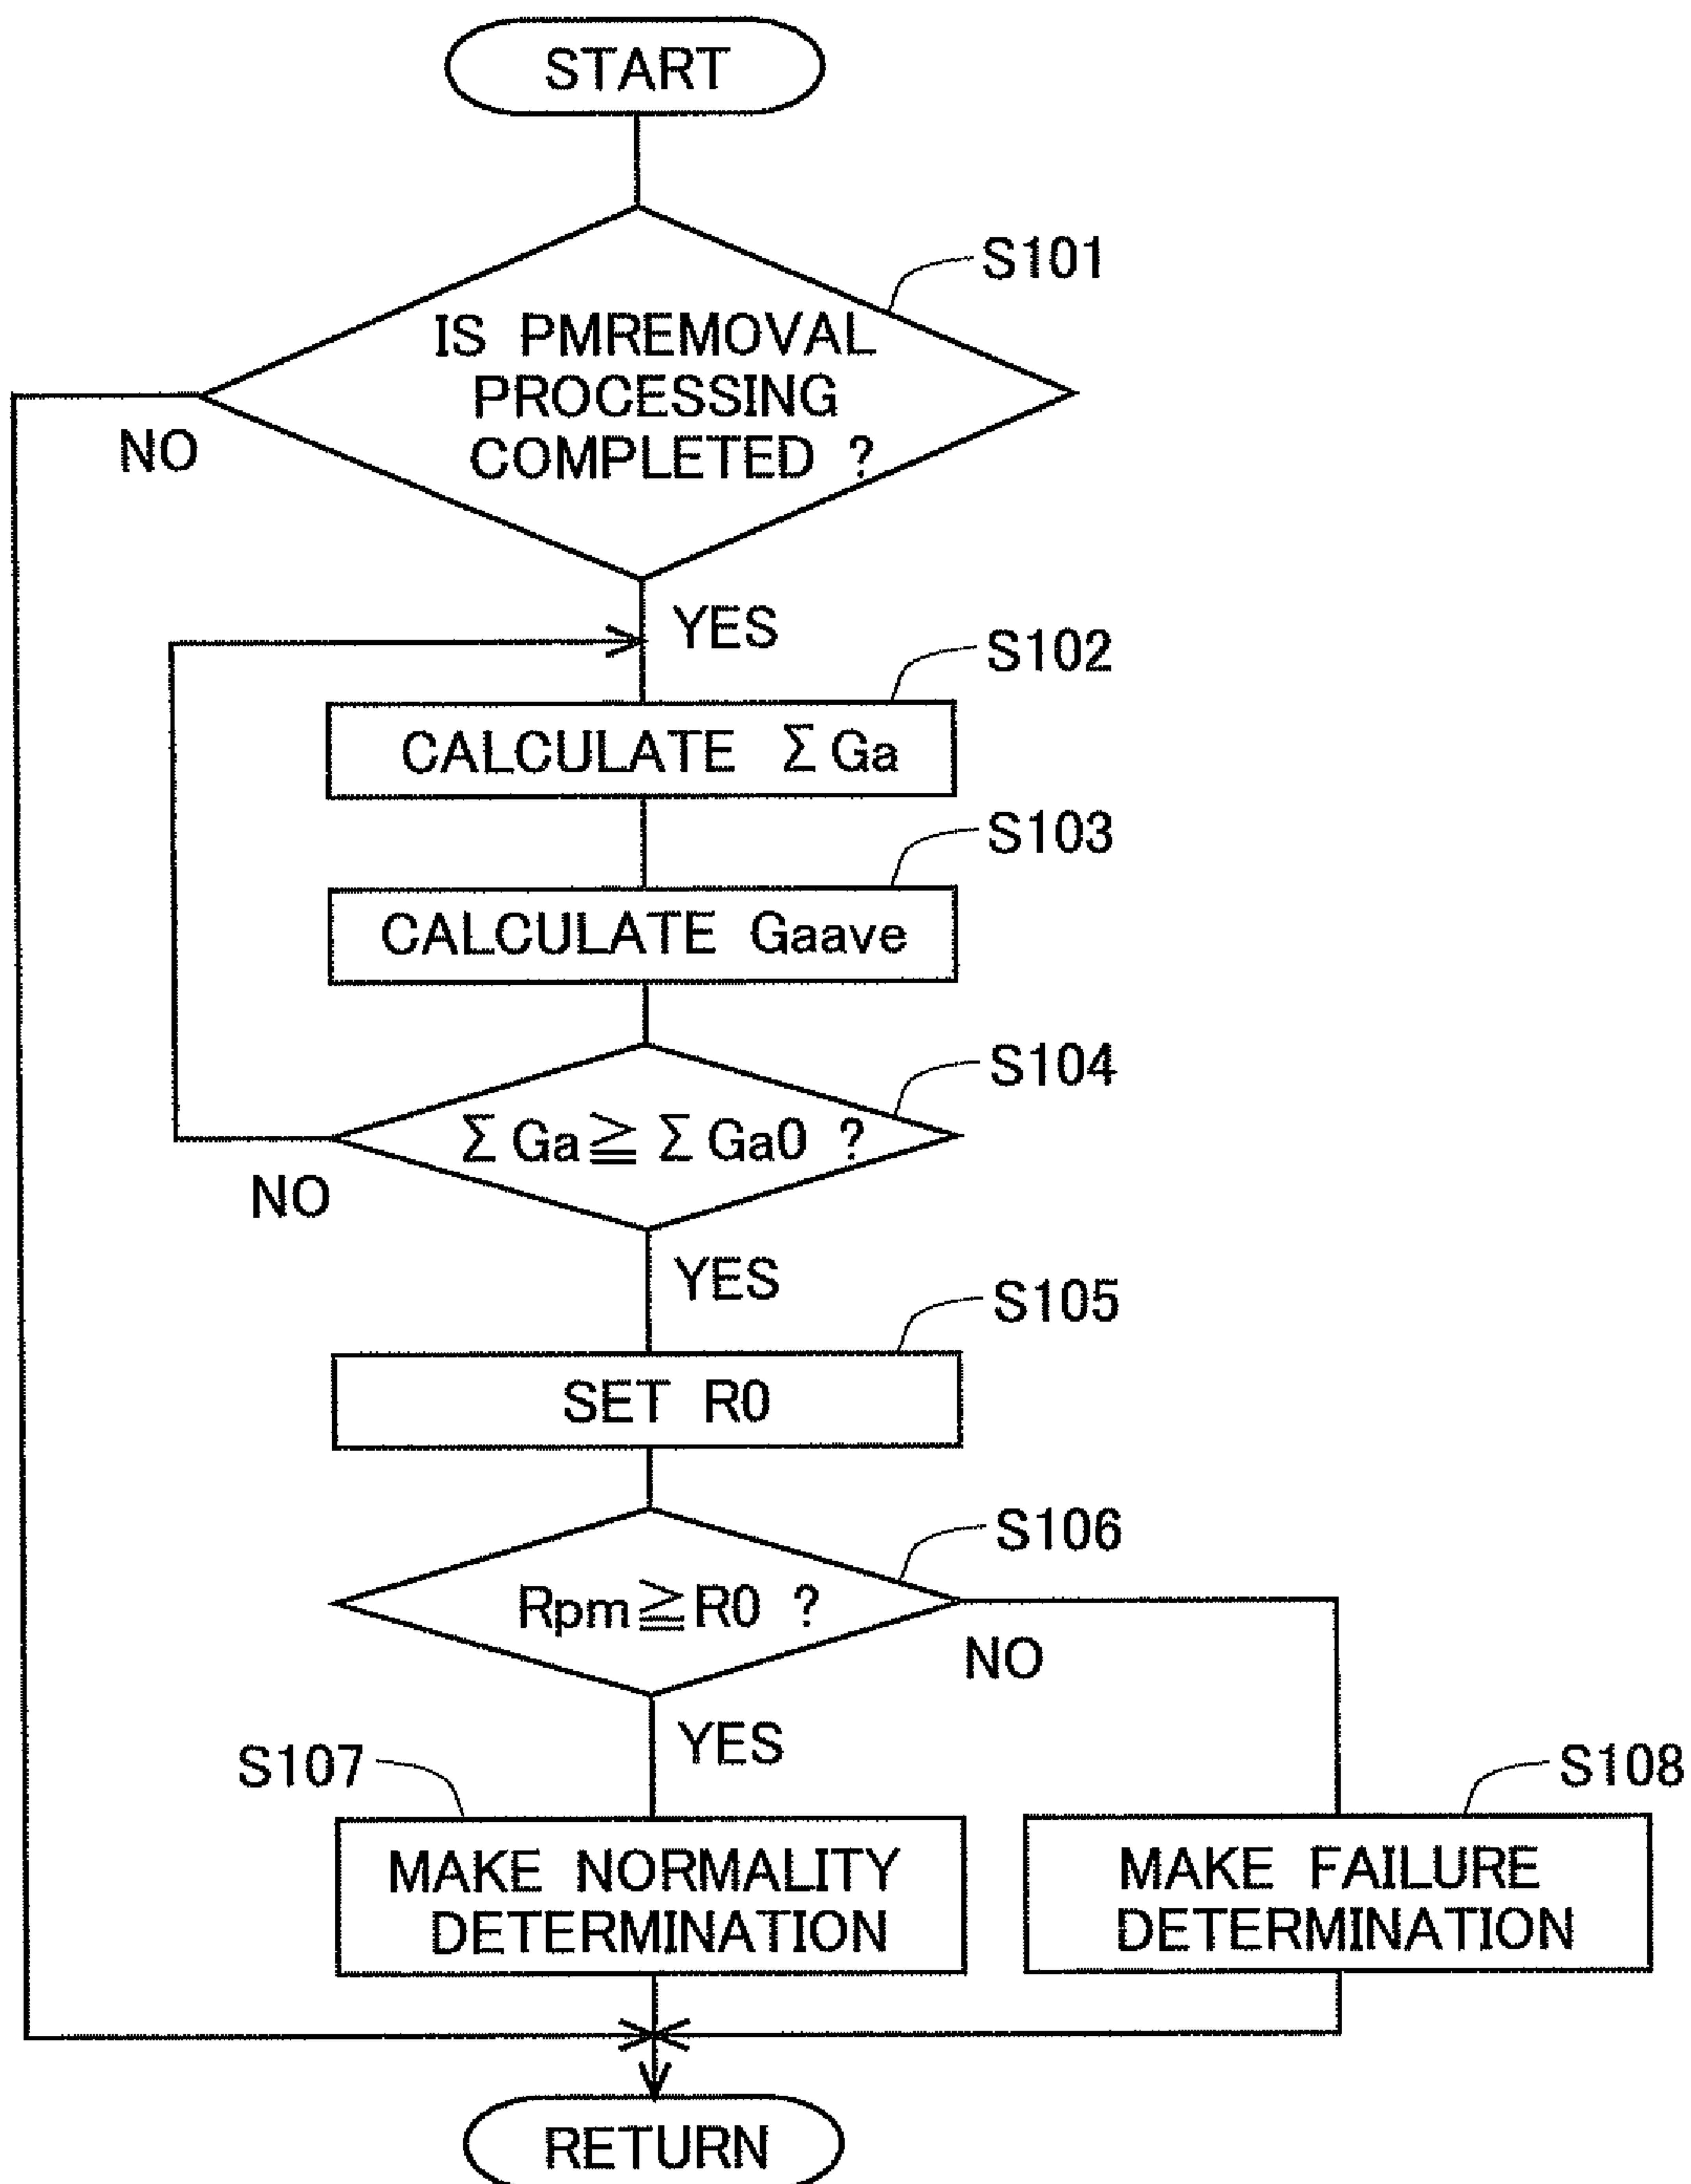 START
S101
IS PMREMOVAL
PROCESSING
COMPLETED ?
NO
YES
S102
CALCULATE ΣGa
S103
CALCULATE Gaave
S104
ΣGa≧ΣGa0 ?
NO
YES
S105
SET R0
S106
Rpm≧R0 ?
NO
YES
S107
S108
MAKE NORMALITY
DETERMINATION
MAKE FAILURE
DETERMINATION
RETURN